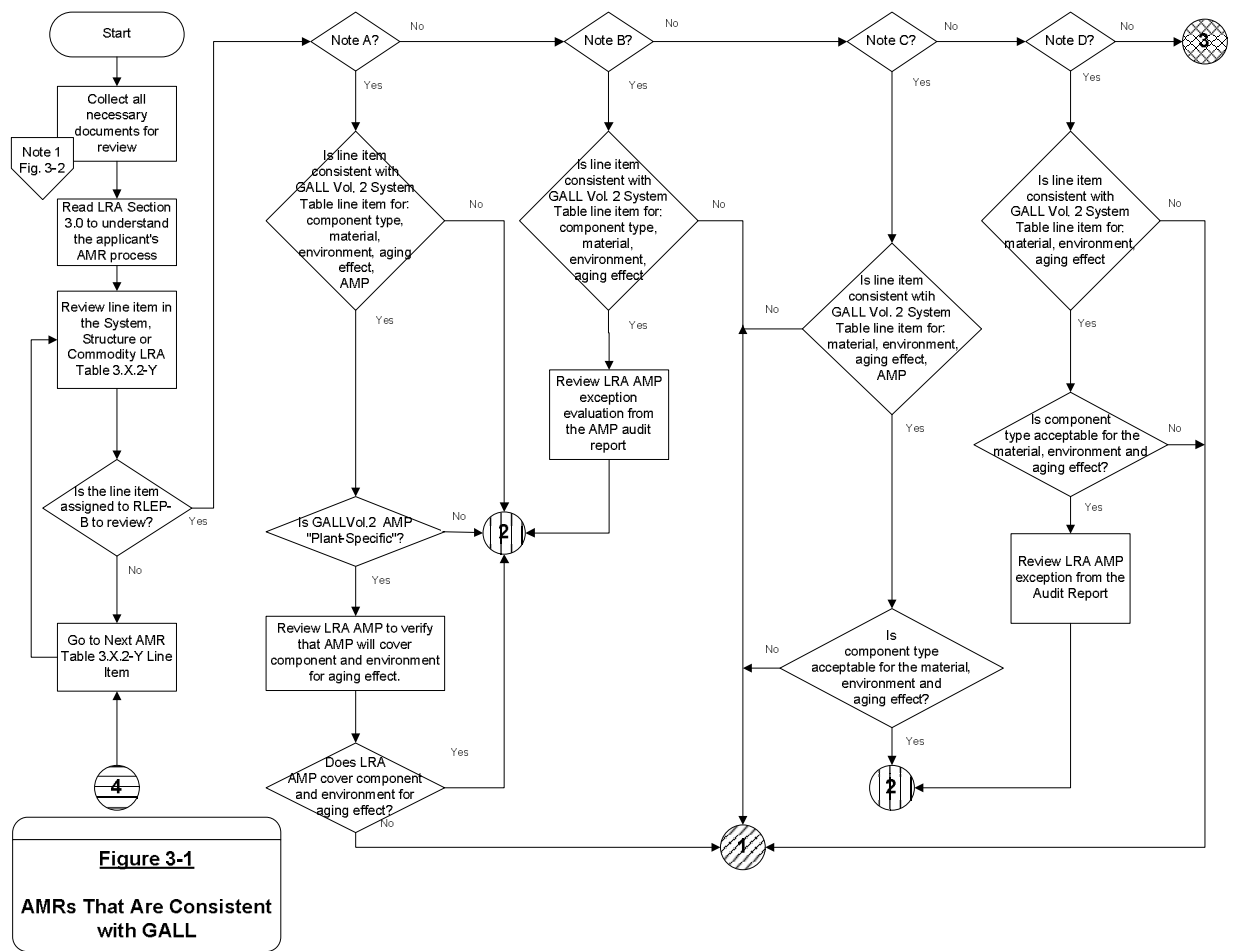 Start
Collect all
necessary
documents for
review
Note 1
Fig. 3-2
Read LRA Section
3.0 to understand
the applicant's
AMR process
Review line item in
the System,
Structure or
Commodity LRA
Table 3.X.2-Y
Is the line item
assigned to RLEP-
B to review?
Yes
No
Go to Next AMR
Table 3.X.2-Y Line
Item
4
Figure 3-1
AMRs That Are Consistent
with GALL
Note A?
No
Yes
Is line item
consistent with
GALL Vol. 2 System
Table line item for:
component type,
material,
environment, aging
effect,
AMP
No
Yes
Is GALLVol.2 AMP
"Plant-Specific"?
No
Yes
Review LRA AMP to verify
that AMP will cover
component and environment
for aging effect.
Does LRA
AMP cover component
and environment for
aging effect?
Yes
No
2
Note B?
No
Yes
Is line item
consistent with
GALL Vol. 2 System
Table line item for:
component type,
material,
environment, aging
effect
No
Review LRA AMP
exception
evaluation from
the AMP audit
report
Note C?
No
Yes
Is line item
consistent wtih
GALL Vol. 2 System
Table line item for:
material, environment,
aging effect,
AMP
No
Yes
Is
component type
acceptable for the material,
environment and
aging effect?
No
Yes
2
1
Note D?
No
Yes
3
Is line item
consistent with
GALL Vol. 2 System
Table line item for:
material, environment,
aging effect
No
Yes
Is component
type acceptable for the
material, environment and
aging effect?
No
Yes
Review LRA AMP
exception from the
Audit Report